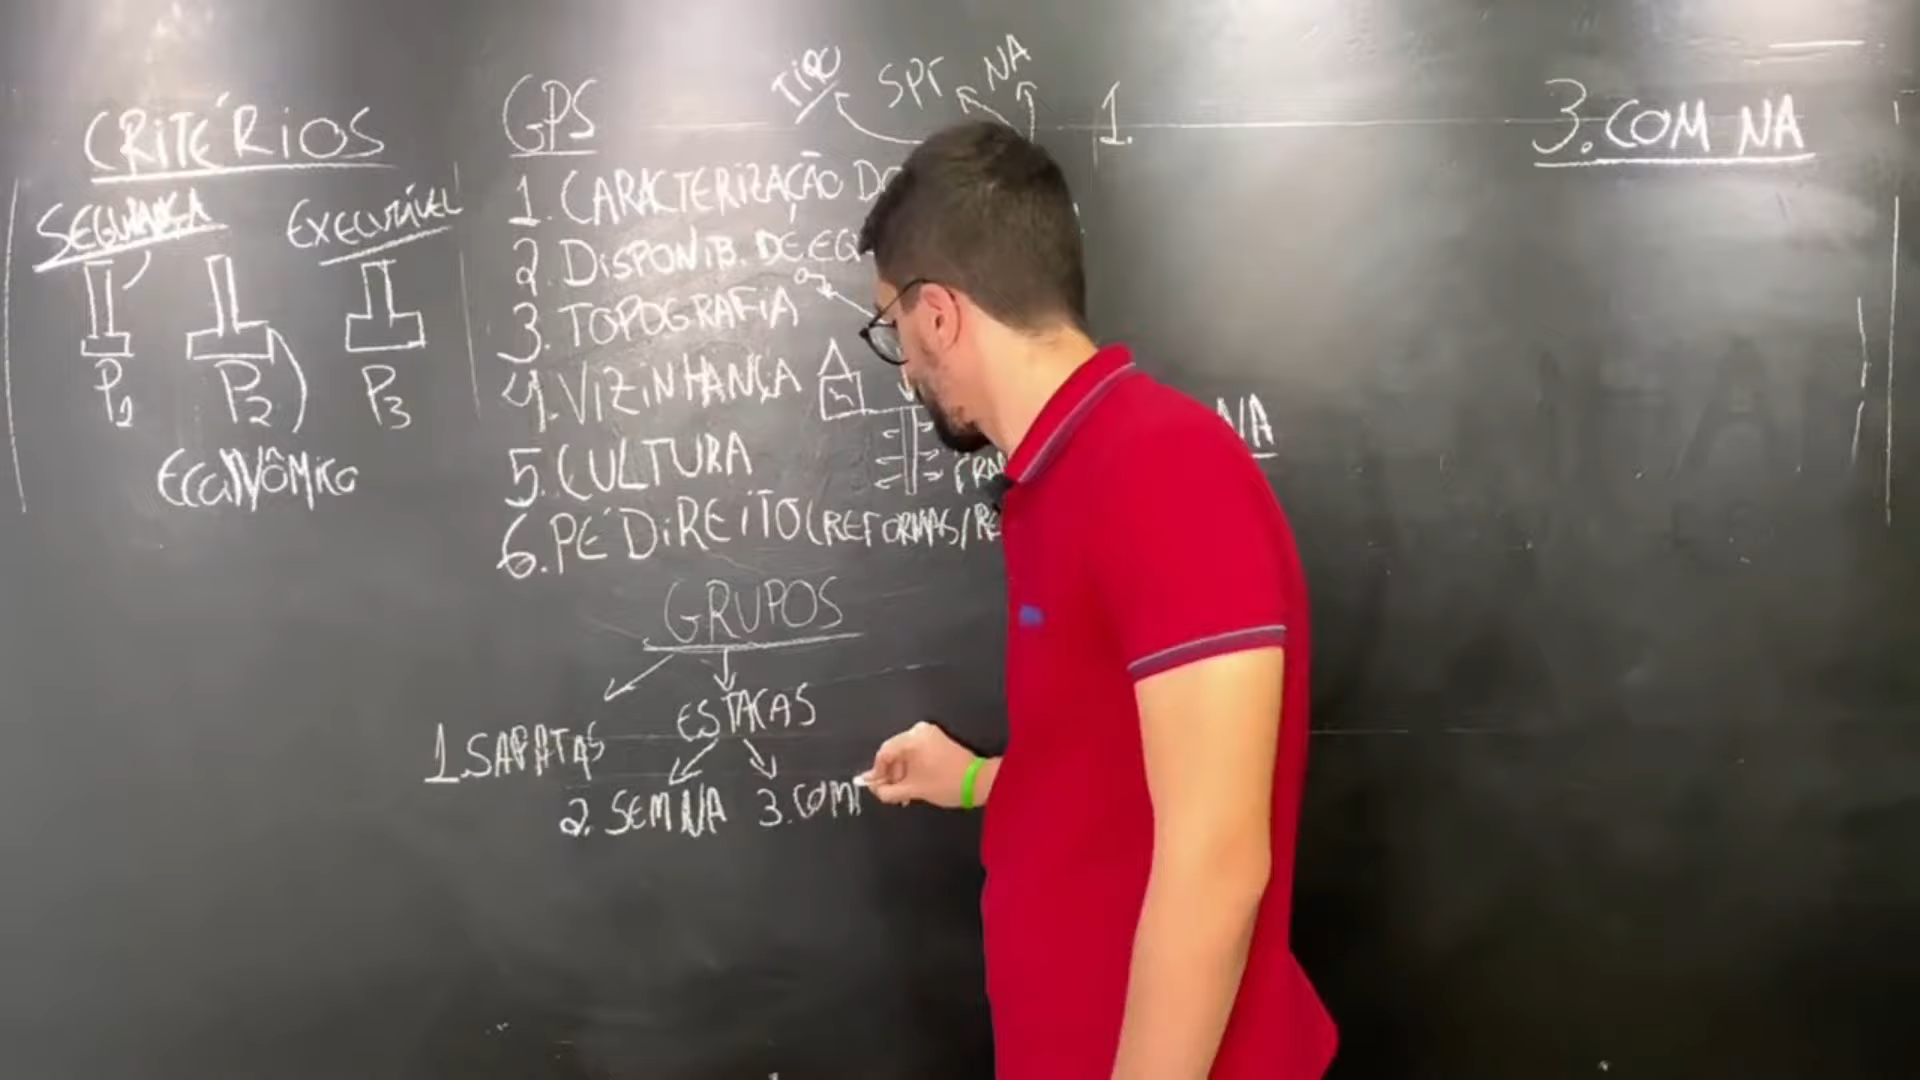 CRITÉRIOS
SEGURANÇA
EXECUTÁVEL
P1
P2
P3
ECONÔMICO
GPS
TIPO SPT NA
1. CARACTERIZAÇÃO DO
2. DISPONIB. DE EQ
3. TOPOGRAFIA
4. VIZINHANÇA
5. CULTURA
6. PÉ DIREITO (REFORMAS/RE
GRUPOS
1. SAPATAS
ESTACAS
2. SEM NA
3. COM
1.
NA
3. COM NA